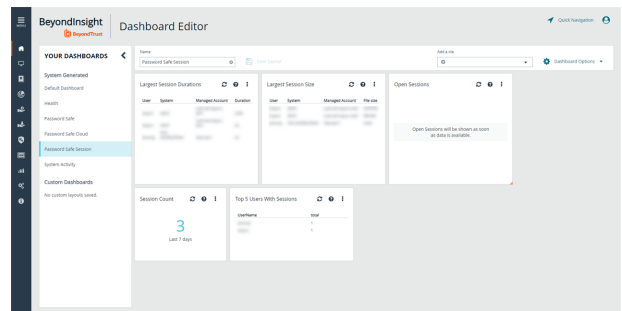 MENU
BeyondInsight
BeyondTrust
Dashboard Editor
Quick Navigation
YOUR DASHBOARDS
System Generated
Default Dashboard
Health
Password Safe
Password Safe Cloud
Password Safe Session
System Activity
Custom Dashboards
No custom layouts saved.
Name
Password Safe Session
Save Layout
Add a tile
Dashboard Options
Largest Session Durations
User System Managed Account Duration
Largest Session Size
User System Managed Account File size
Open Sessions
Open Sessions will be shown as soon
as data is available.
Session Count
3
Last 7 days
Top 5 Users With Sessions
UserName total
1
1